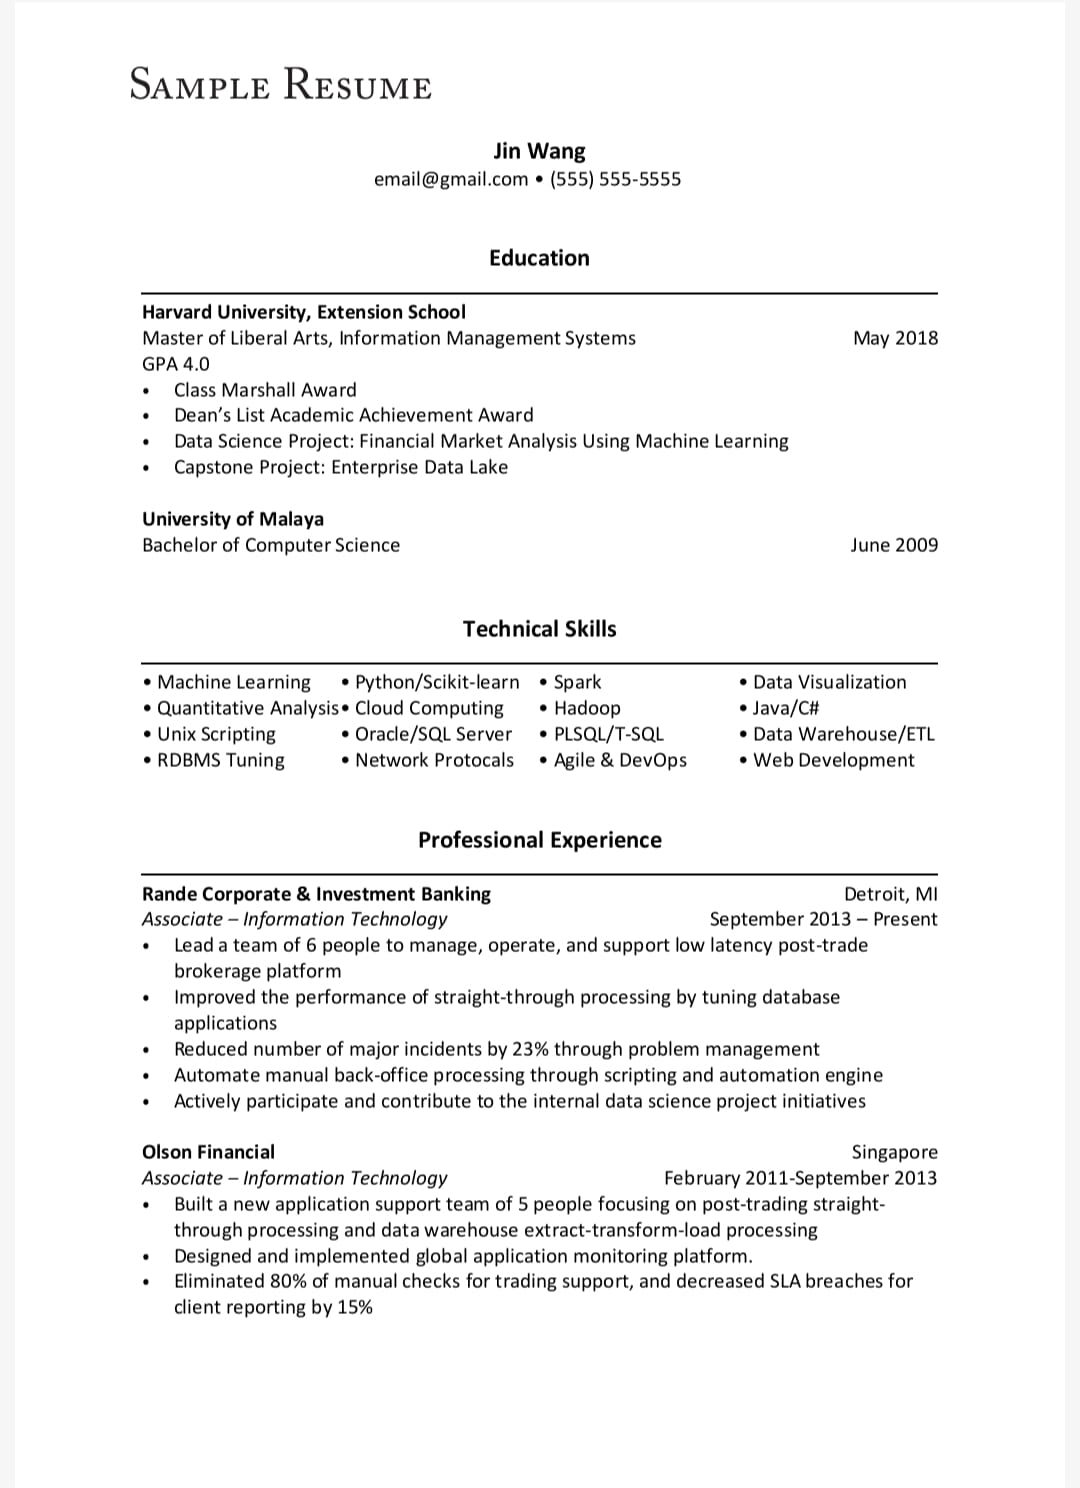 SAMPLE RESUME
Jin Wang
email@gmail.com • (555) 555-5555
Education
Harvard University, Extension School
Master of Liberal Arts, Information Management Systems May 2018
GPA 4.0
• Class Marshall Award
• Dean’s List Academic Achievement Award
• Data Science Project: Financial Market Analysis Using Machine Learning
• Capstone Project: Enterprise Data Lake
University of Malaya
Bachelor of Computer Science June 2009
Technical Skills
• Machine Learning • Python/Scikit-learn • Spark • Data Visualization
• Quantitative Analysis • Cloud Computing • Hadoop • Java/C#
• Unix Scripting • Oracle/SQL Server • PLSQL/T-SQL • Data Warehouse/ETL
• RDBMS Tuning • Network Protocals • Agile & DevOps • Web Development
Professional Experience
Rande Corporate & Investment Banking Detroit, MI
Associate – Information Technology September 2013 – Present
• Lead a team of 6 people to manage, operate, and support low latency post-trade
brokerage platform
• Improved the performance of straight-through processing by tuning database
applications
• Reduced number of major incidents by 23% through problem management
• Automate manual back-office processing through scripting and automation engine
• Actively participate and contribute to the internal data science project initiatives
Olson Financial Singapore
Associate – Information Technology February 2011-September 2013
• Built a new application support team of 5 people focusing on post-trading straight-
through processing and data warehouse extract-transform-load processing
• Designed and implemented global application monitoring platform.
• Eliminated 80% of manual checks for trading support, and decreased SLA breaches for
client reporting by 15%